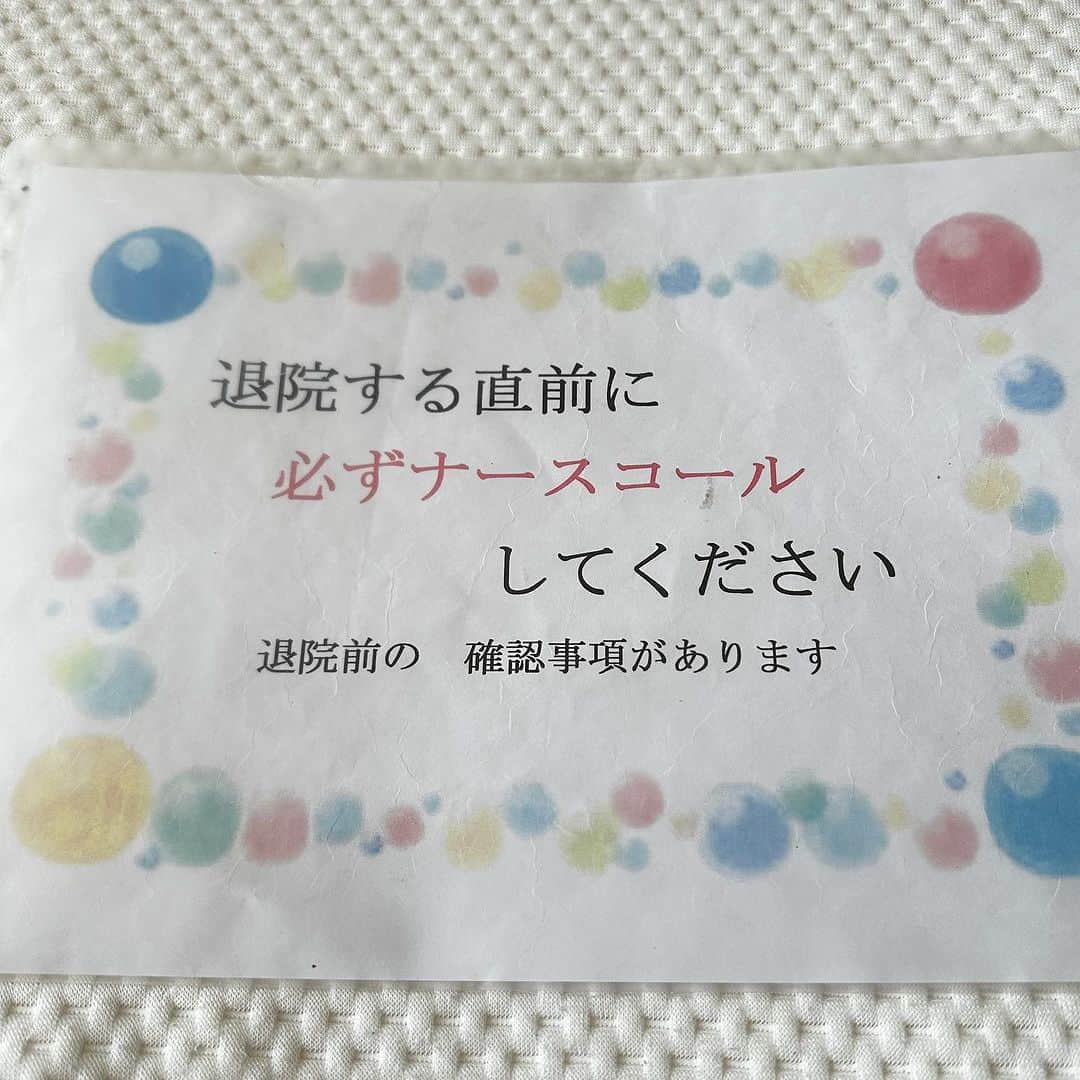 退院する直前に
必ずナースコール
してください
退院前の　確認事項があります